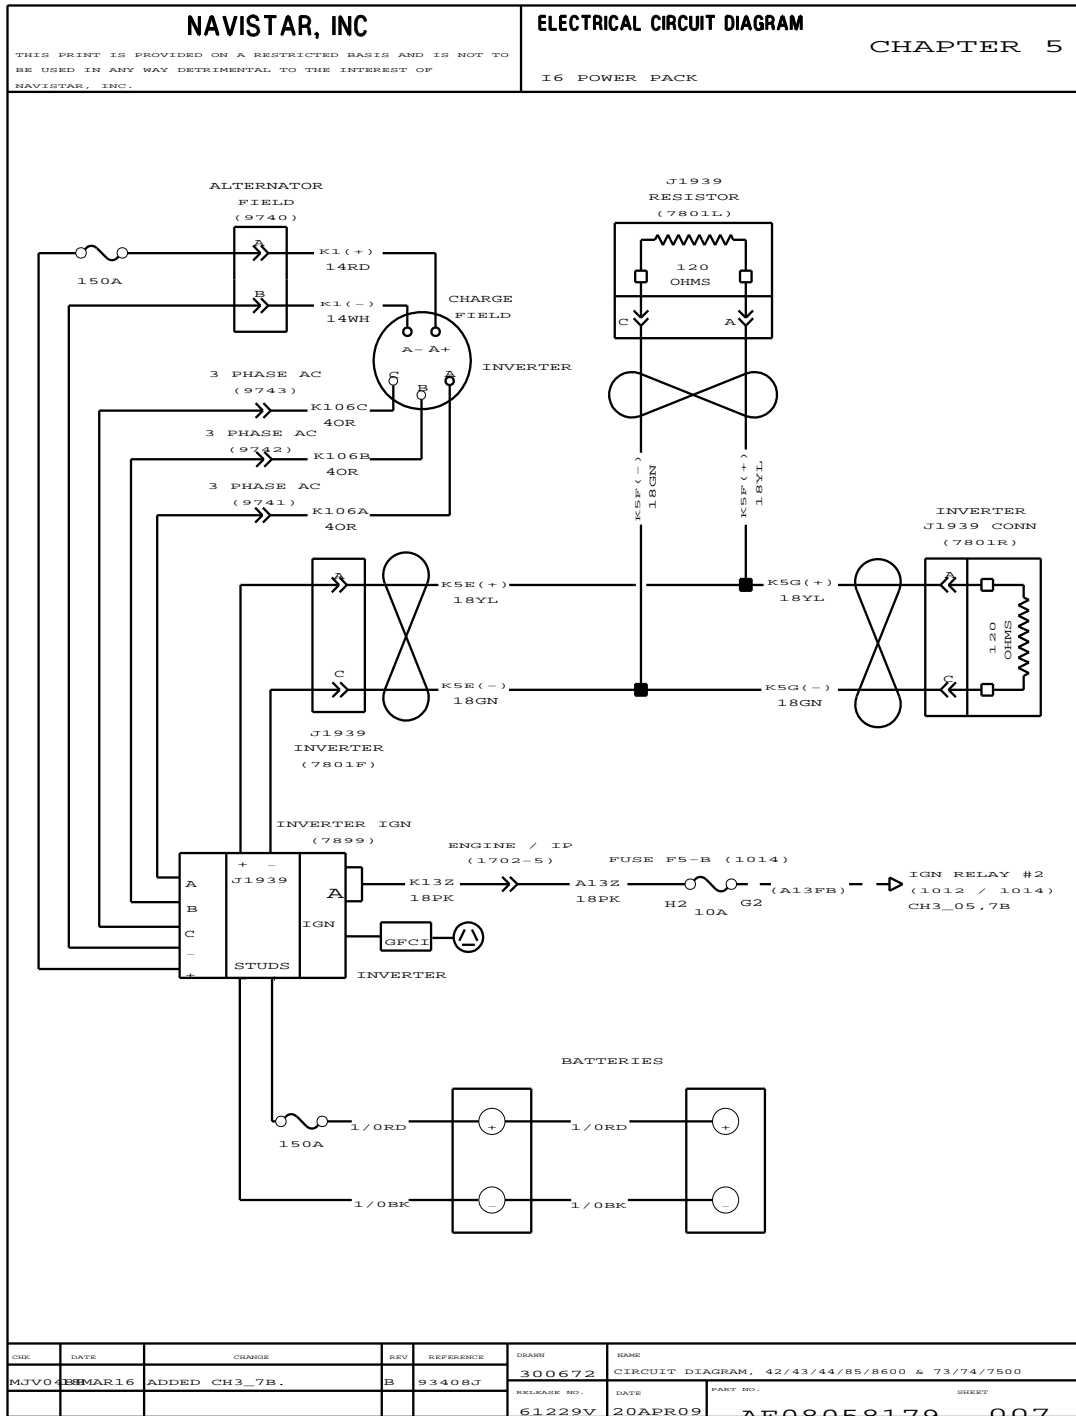 NAVISTAR, INC
THIS PRINT IS PROVIDED ON A RESTRICTED BASIS AND IS NOT TO
BE USED IN ANY WAY DETRIMENTAL TO THE INTEREST OF
NAVISTAR, INC.
ELECTRICAL CIRCUIT DIAGRAM
CHAPTER 5
I6 POWER PACK
ALTERNATOR
FIELD
(9740)
A
B
150A
K1(+)
14RD
K1(-)
14WH
CHARGE
FIELD
A- A+
C
B
A
INVERTER
3 PHASE AC
(9743)
K106C
4OR
3 PHASE AC
(9742)
K106B
4OR
3 PHASE AC
(9741)
K106A
4OR
J1939
RESISTOR
(7801L)
120
OHMS
C
A
K5F(-)
18GN
K5F(+)
18YL
INVERTER
J1939 CONN
(7801R)
A
C
120
OHMS
K5E(+)
18YL
K5G(+)
18YL
K5E(-)
18GN
K5G(-)
18GN
A
C
J1939
INVERTER
(7801F)
INVERTER IGN
(7899)
+ -
J1939
A
B
C
-
+
A
IGN
STUDS
GFCI
INVERTER
K13Z
18PK
ENGINE / IP
(1702-5)
A13Z
18PK
FUSE F5-B (1014)
H2
10A
G2
(A13FB)
IGN RELAY #2
(1012 / 1014)
CH3_05,7B
BATTERIES
150A
1/0RD
+
1/0RD
+
1/0BK
-
1/0BK
-
CHK DATE CHANGE REV REFERENCE
ADDED CH3_7B. B 93408J
DRAWN
300672
NAME
CIRCUIT DIAGRAM, 42/43/44/85/8600 & 73/74/7500
RELEASE NO.
61229V
DATE
20APR09
PART NO.
SHEET
AF08058179 007